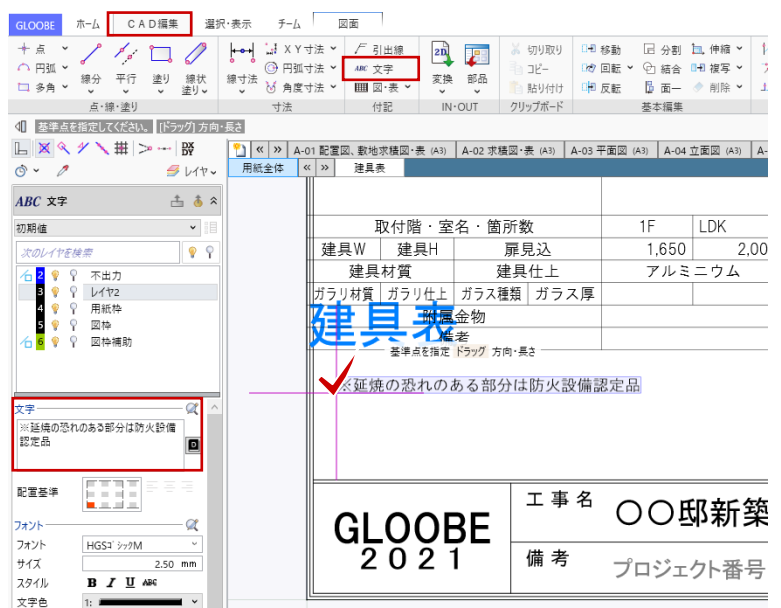 GLOOBE ホーム CAD編集 選択・表示 チーム 図面
点 線分 平行 塗り 線状塗り 線寸法 XY寸法 引出線 変換 部品 切り取り 移動 分割 伸縮
円弧 円弧寸法 ABC 文字 コピー 回転 結合 複写
多角 角度寸法 図・表 貼り付け 反転 面一 削除
点・線・塗り 寸法 付記 IN・OUT クリップボード 基本編集
基準点を指定してください。 [ドラッグ] 方向・長さ
A-01 配置図、敷地求積図・表 (A3) A-02 求積図・表 (A3) A-03 平面図 (A3) A-04 立面図 (A3) A-
用紙全体 建具表
レイヤ
ABC 文字
初期値
次のレイヤを検索
2 不出力
3 レイヤ2
4 用紙枠
5 図枠
6 図枠補助
文字
※延焼の恐れのある部分は防火設備
認定品
配置基準
フォント
フォント HGSゴシックM
サイズ 2.50 mm
スタイル B I U ABC
文字色 1:
取付階・室名・箇所数 1F LDK
建具W 建具H 扉見込 1,650 2,00
建具材質 建具仕上 アルミニウム
ガラリ材質 ガラリ仕上 ガラス種類 ガラス厚
建具表
附属金物
備考
基準点を指定 ドラッグ 方向・長さ
※延焼の恐れのある部分は防火設備認定品
GLOOBE
2021
工事名 〇〇邸新築
備考 プロジェクト番号